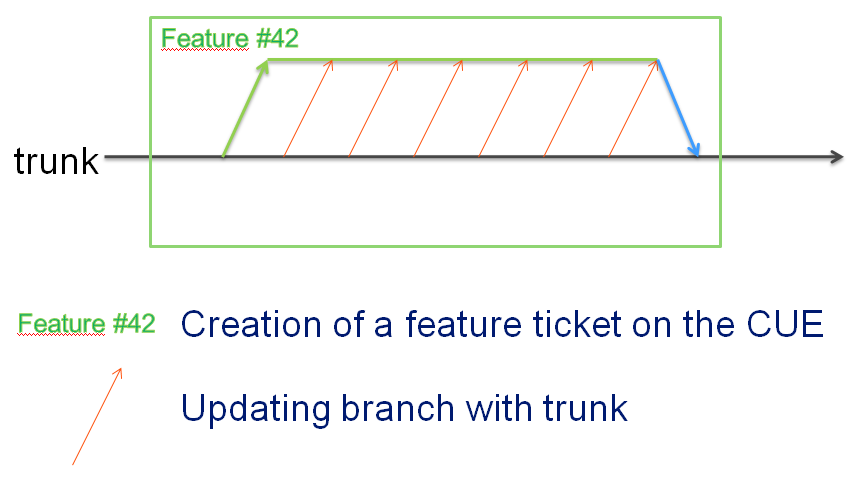 Feature #42
trunk
Feature #42 Creation of a feature ticket on the CUE
Updating branch with trunk